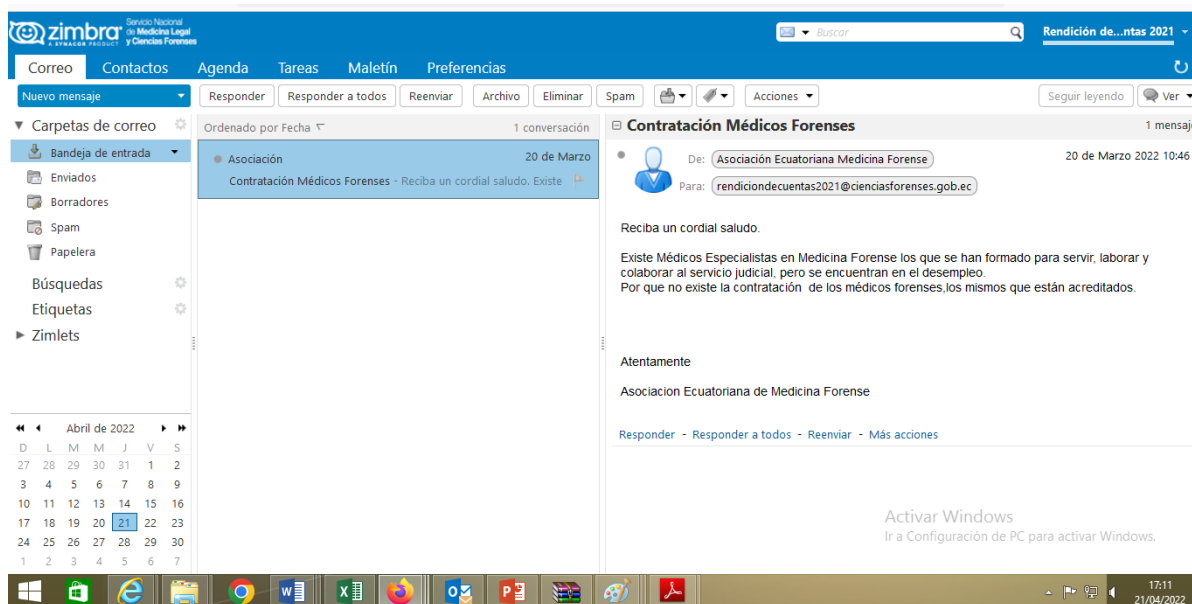 zimbra
A SYNACOR PRODUCT
Servicio Nacional
de Medicina Legal
y Ciencias Forenses
Buscar
Rendición de...ntas 2021
Correo Contactos Agenda Tareas Maletín Preferencias
Nuevo mensaje
Responder Responder a todos Reenviar Archivo Eliminar Spam Acciones Seguir leyendo Ver
Carpetas de correo
Bandeja de entrada
Enviados
Borradores
Spam
Papelera
Búsquedas
Etiquetas
Zimlets
Abril de 2022
D L M M J V S
27 28 29 30 31 1 2
3 4 5 6 7 8 9
10 11 12 13 14 15 16
17 18 19 20 21 22 23
24 25 26 27 28 29 30
1 2 3 4 5 6 7
Ordenado por Fecha 1 conversación
Asociación 20 de Marzo
Contratación Médicos Forenses - Reciba un cordial saludo. Existe
Contratación Médicos Forenses 1 mensaj
De: Asociación Ecuatoriana Medicina Forense 20 de Marzo 2022 10:46
Para: rendiciondecuentas2021@cienciasforenses.gob.ec
Reciba un cordial saludo.
Existe Médicos Especialistas en Medicina Forense los que se han formado para servir, laborar y
colaborar al servicio judicial, pero se encuentran en el desempleo.
Por que no existe la contratación de los médicos forenses,los mismos que están acreditados.
Atentamente
Asociacion Ecuatoriana de Medicina Forense
Responder - Responder a todos - Reenviar - Más acciones
Activar Windows
Ir a Configuración de PC para activar Windows.
17:11
21/04/2022